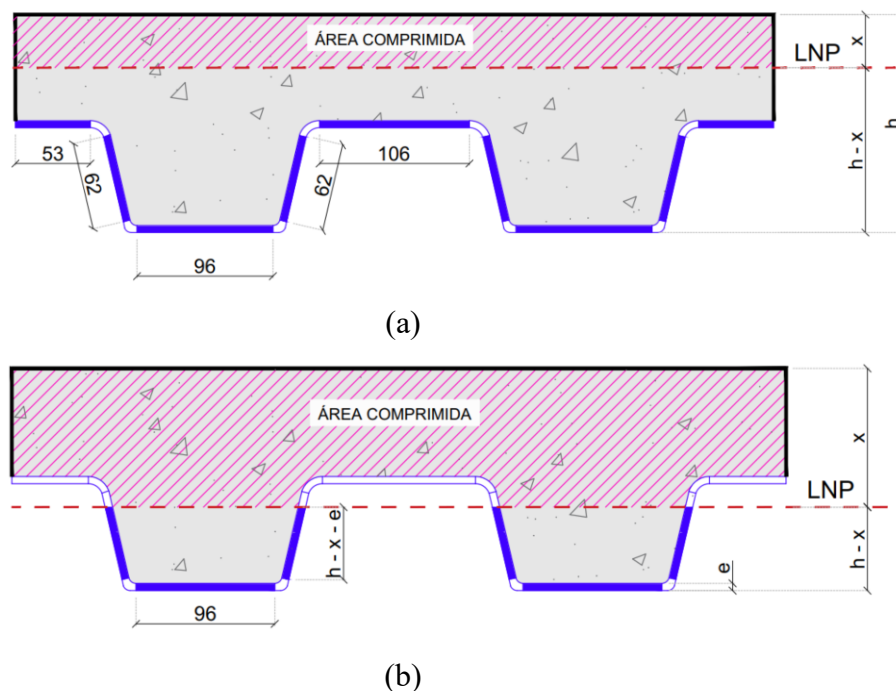 ÁREA COMPRIMIDA
LNP
x
h - x
h
53
62
106
62
96
(a)
ÁREA COMPRIMIDA
LNP
x
h - x
h - x - e
e
96
(b)